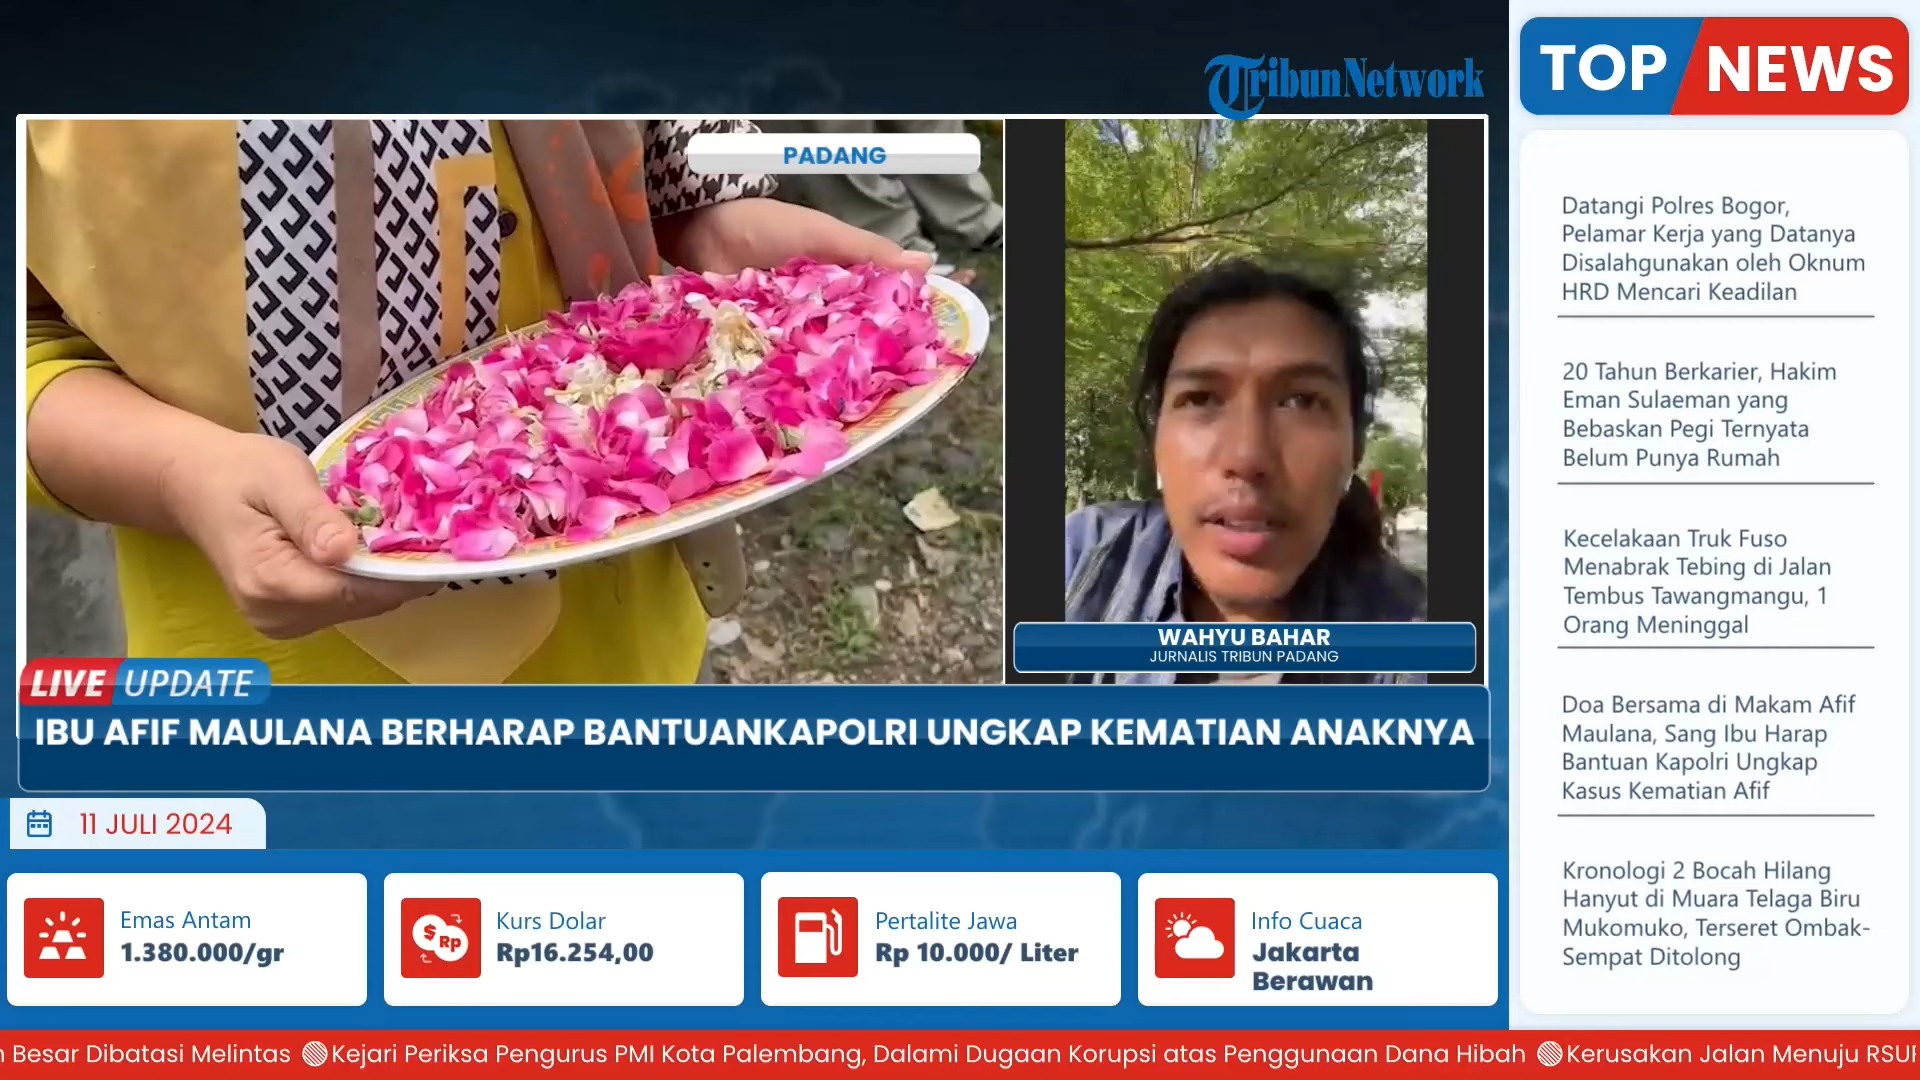 TribunNetwork
PADANG
WAHYU BAHAR
JURNALIS TRIBUN PADANG
LIVE UPDATE
IBU AFIF MAULANA BERHARAP BANTUANKAPOLRI UNGKAP KEMATIAN ANAKNYA
11 JULI 2024
Emas Antam
1.380.000/gr
Kurs Dolar
Rp16.254,00
Pertalite Jawa
Rp 10.000/ Liter
Info Cuaca
Jakarta
Berawan
TOP NEWS
Datangi Polres Bogor,
Pelamar Kerja yang Datanya
Disalahgunakan oleh Oknum
HRD Mencari Keadilan
20 Tahun Berkarier, Hakim
Eman Sulaeman yang
Bebaskan Pegi Ternyata
Belum Punya Rumah
Kecelakaan Truk Fuso
Menabrak Tebing di Jalan
Tembus Tawangmangu, 1
Orang Meninggal
Doa Bersama di Makam Afif
Maulana, Sang Ibu Harap
Bantuan Kapolri Ungkap
Kasus Kematian Afif
Kronologi 2 Bocah Hilang
Hanyut di Muara Telaga Biru
Mukomuko, Terseret Ombak-
Sempat Ditolong
Besar Dibatasi Melintas Kejari Periksa Pengurus PMI Kota Palembang, Dalami Dugaan Korupsi atas Penggunaan Dana Hibah Kerusakan Jalan Menuju